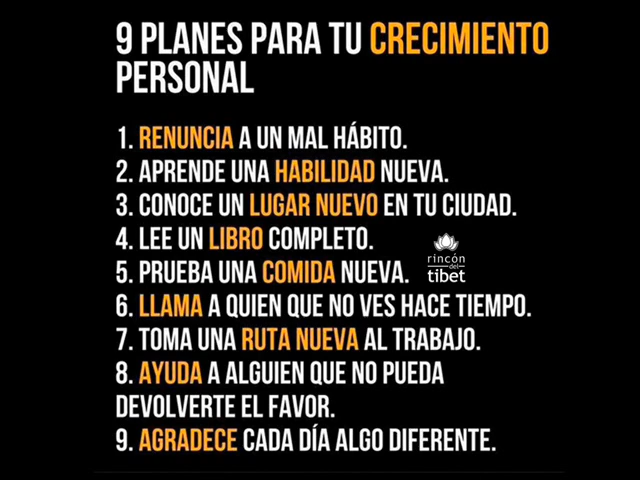 9 PLANES PARA TU CRECIMIENTO
PERSONAL
1. RENUNCIA A UN MAL HÁBITO.
2. APRENDE UNA HABILIDAD NUEVA.
3. CONOCE UN LUGAR NUEVO EN TU CIUDAD.
4. LEE UN LIBRO COMPLETO.
5. PRUEBA UNA COMIDA NUEVA.
rincón
del
tibet
6. LLAMA A QUIEN QUE NO VES HACE TIEMPO.
7. TOMA UNA RUTA NUEVA AL TRABAJO.
8. AYUDA A ALGUIEN QUE NO PUEDA
DEVOLVERTE EL FAVOR.
9. AGRADECE CADA DÍA ALGO DIFERENTE.